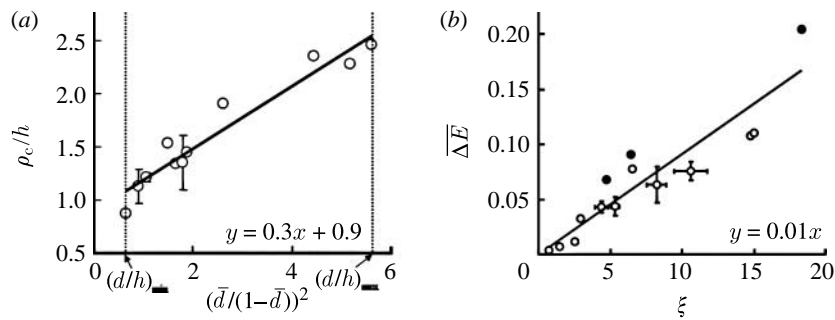 (a)
2.5
2.0
1.5
1.0
0.5
ρc/h
y = 0.3x + 0.9
0 2 4 6
(d/h) (d/h)
(d̄/(1−d̄))²
(b)
0.20
0.15
0.10
0.05
ΔE
y = 0.01x
0 5 10 15 20
ξ